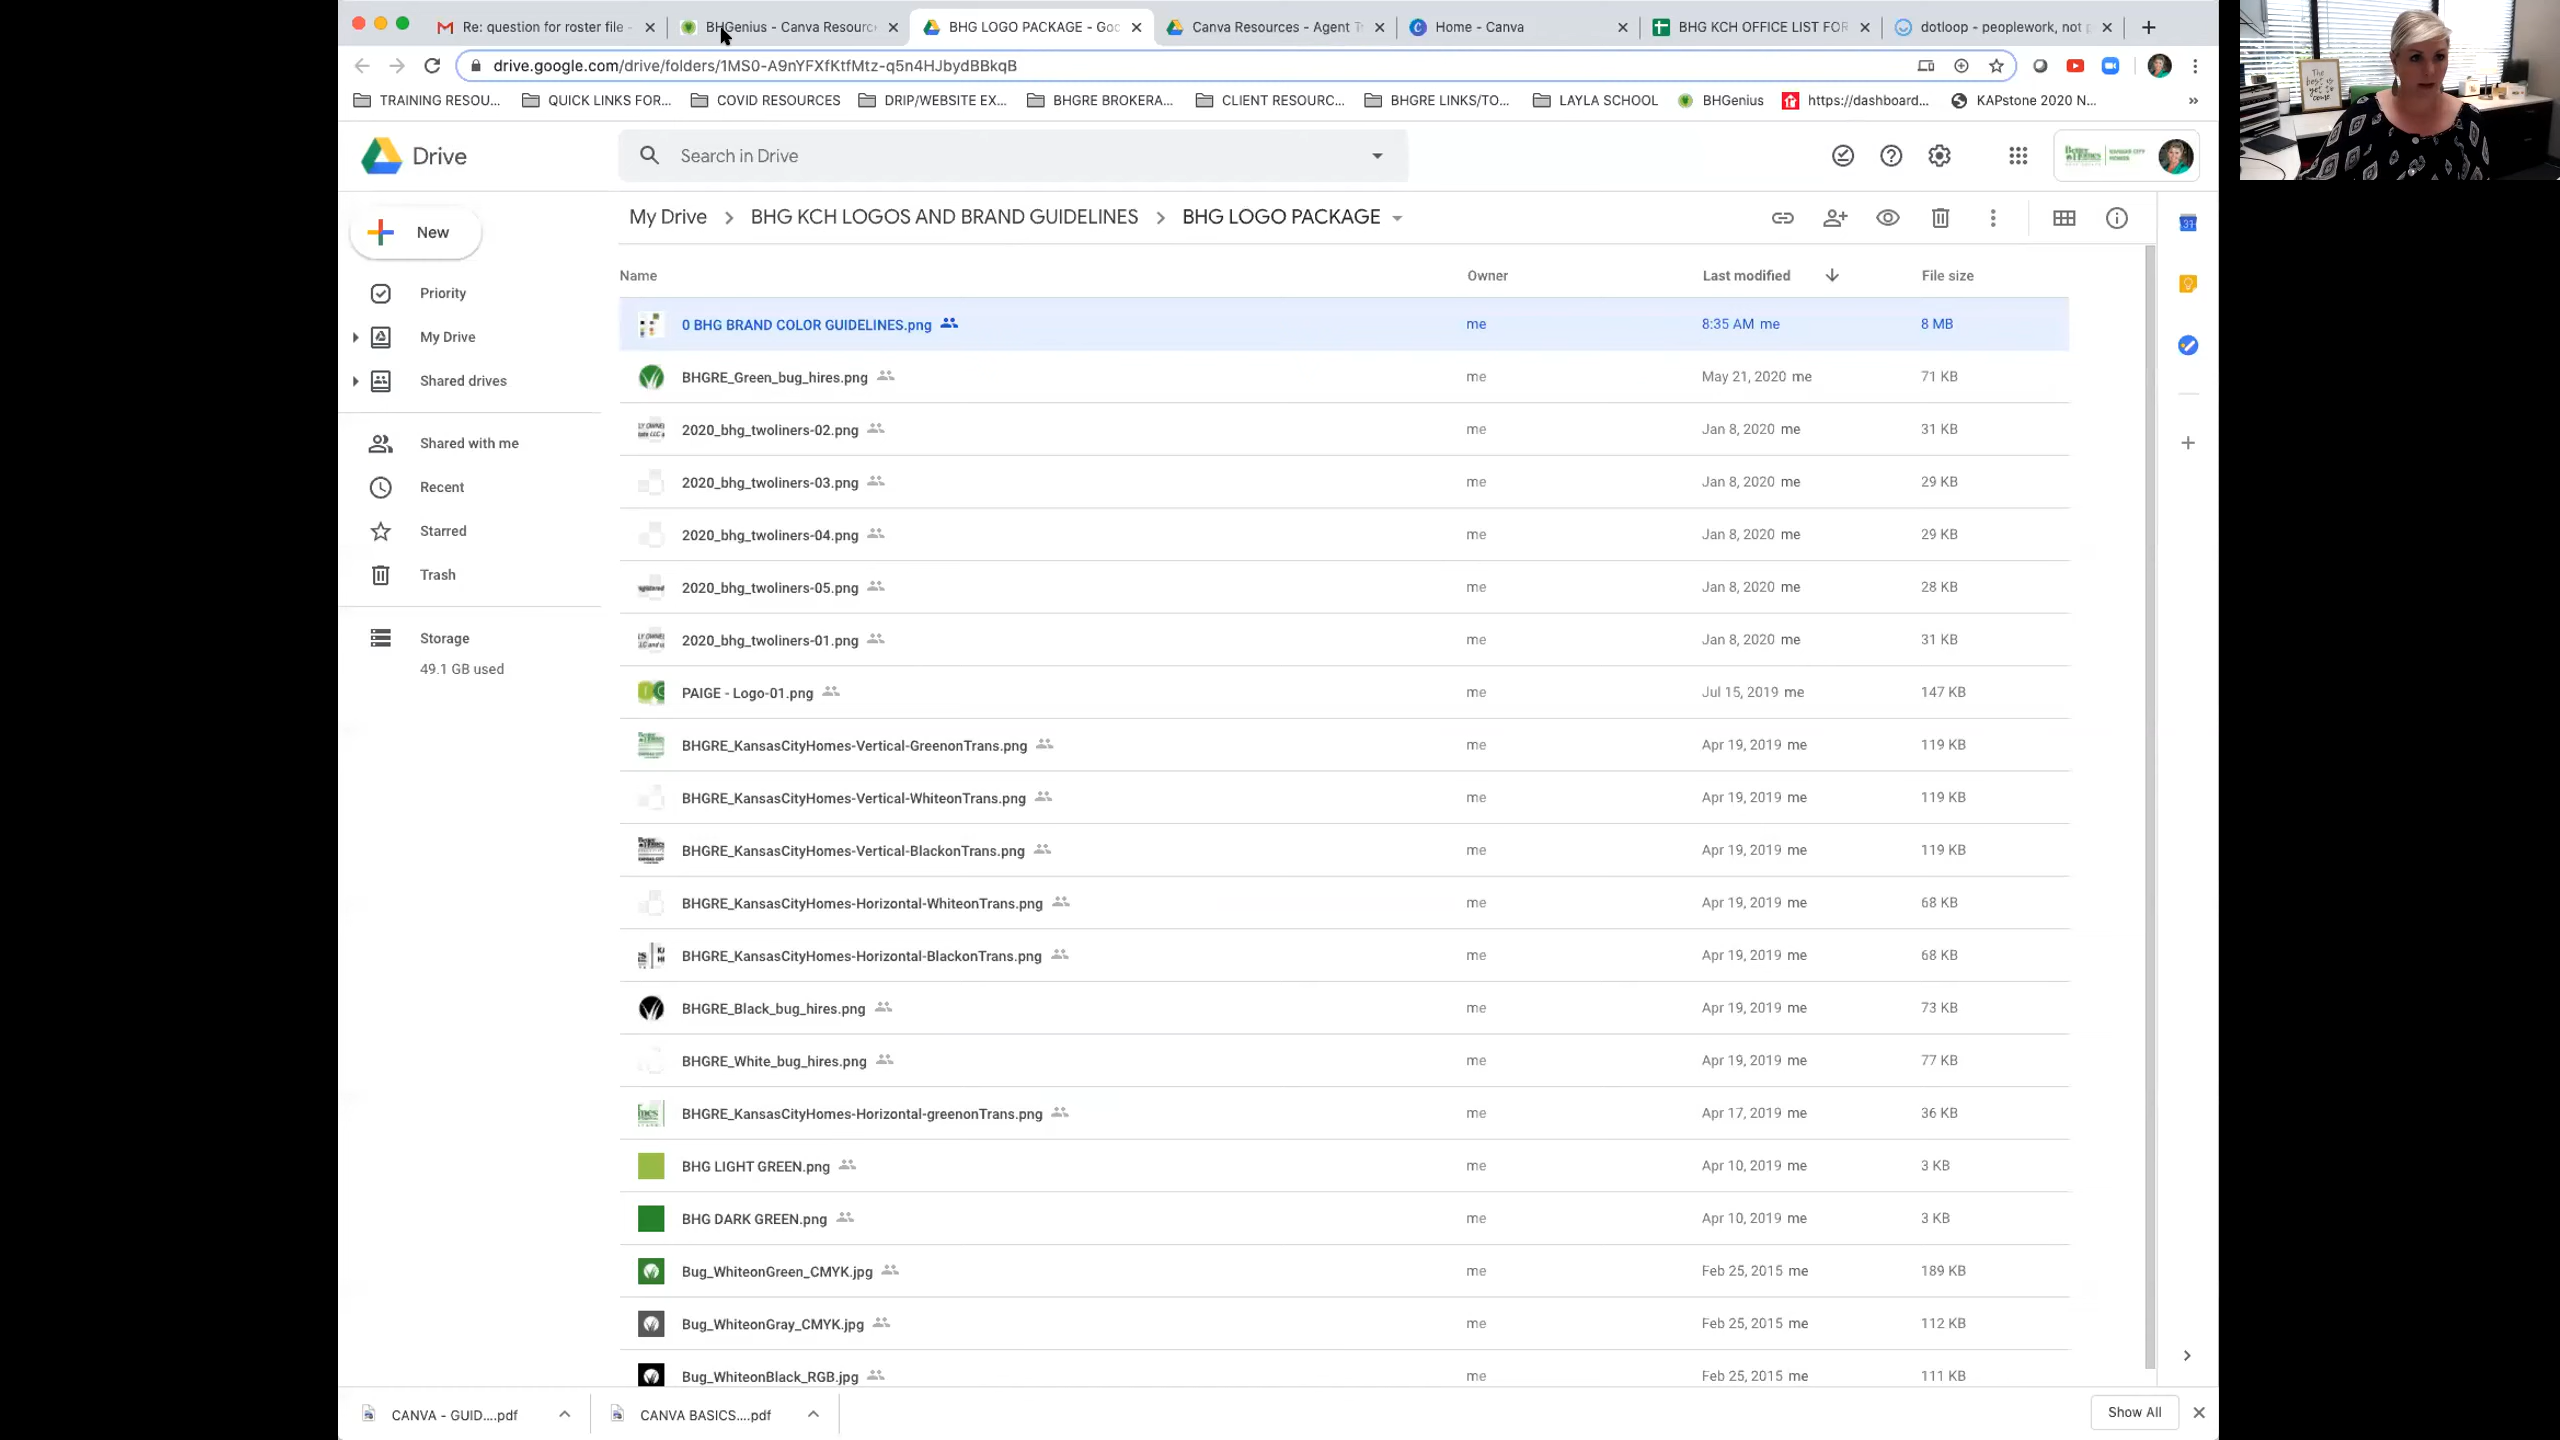 Re: question for roster file -
BHGenius - Canva Resourc
BHG LOGO PACKAGE - Goo
Canva Resources - Agent T
Home - Canva
BHG KCH OFFICE LIST FOR
dotloop - peoplework, not p
drive.google.com/drive/folders/1MS0-A9nYFXfKtfMtz-q5n4HJbydBBkqB
TRAINING RESOU...
QUICK LINKS FOR...
COVID RESOURCES
DRIP/WEBSITE EX...
BHGRE BROKERA...
CLIENT RESOURC...
BHGRE LINKS/TO...
LAYLA SCHOOL
BHGenius
https://dashboard...
KAPstone 2020 N...
Drive
Search in Drive
Better Homes KANSAS CITY HOMES
New
My Drive
BHG KCH LOGOS AND BRAND GUIDELINES
BHG LOGO PACKAGE
Priority
My Drive
Shared drives
Shared with me
Recent
Starred
Trash
Storage
49.1 GB used
Name Owner Last modified File size
0 BHG BRAND COLOR GUIDELINES.png me 8:35 AM me 8 MB
BHGRE_Green_bug_hires.png me May 21, 2020 me 71 KB
2020_bhg_twoliners-02.png me Jan 8, 2020 me 31 KB
2020_bhg_twoliners-03.png me Jan 8, 2020 me 29 KB
2020_bhg_twoliners-04.png me Jan 8, 2020 me 29 KB
2020_bhg_twoliners-05.png me Jan 8, 2020 me 28 KB
2020_bhg_twoliners-01.png me Jan 8, 2020 me 31 KB
PAIGE - Logo-01.png me Jul 15, 2019 me 147 KB
BHGRE_KansasCityHomes-Vertical-GreenonTrans.png me Apr 19, 2019 me 119 KB
BHGRE_KansasCityHomes-Vertical-WhiteonTrans.png me Apr 19, 2019 me 119 KB
BHGRE_KansasCityHomes-Vertical-BlackonTrans.png me Apr 19, 2019 me 119 KB
BHGRE_KansasCityHomes-Horizontal-WhiteonTrans.png me Apr 19, 2019 me 68 KB
BHGRE_KansasCityHomes-Horizontal-BlackonTrans.png me Apr 19, 2019 me 68 KB
BHGRE_Black_bug_hires.png me Apr 19, 2019 me 73 KB
BHGRE_White_bug_hires.png me Apr 19, 2019 me 77 KB
BHGRE_KansasCityHomes-Horizontal-greenonTrans.png me Apr 17, 2019 me 36 KB
BHG LIGHT GREEN.png me Apr 10, 2019 me 3 KB
BHG DARK GREEN.png me Apr 10, 2019 me 3 KB
Bug_WhiteonGreen_CMYK.jpg me Feb 25, 2015 me 189 KB
Bug_WhiteonGray_CMYK.jpg me Feb 25, 2015 me 112 KB
Bug_WhiteonBlack_RGB.jpg me Feb 25, 2015 me 111 KB
CANVA - GUID....pdf
CANVA BASICS....pdf
Show All
The best is yet to come
31